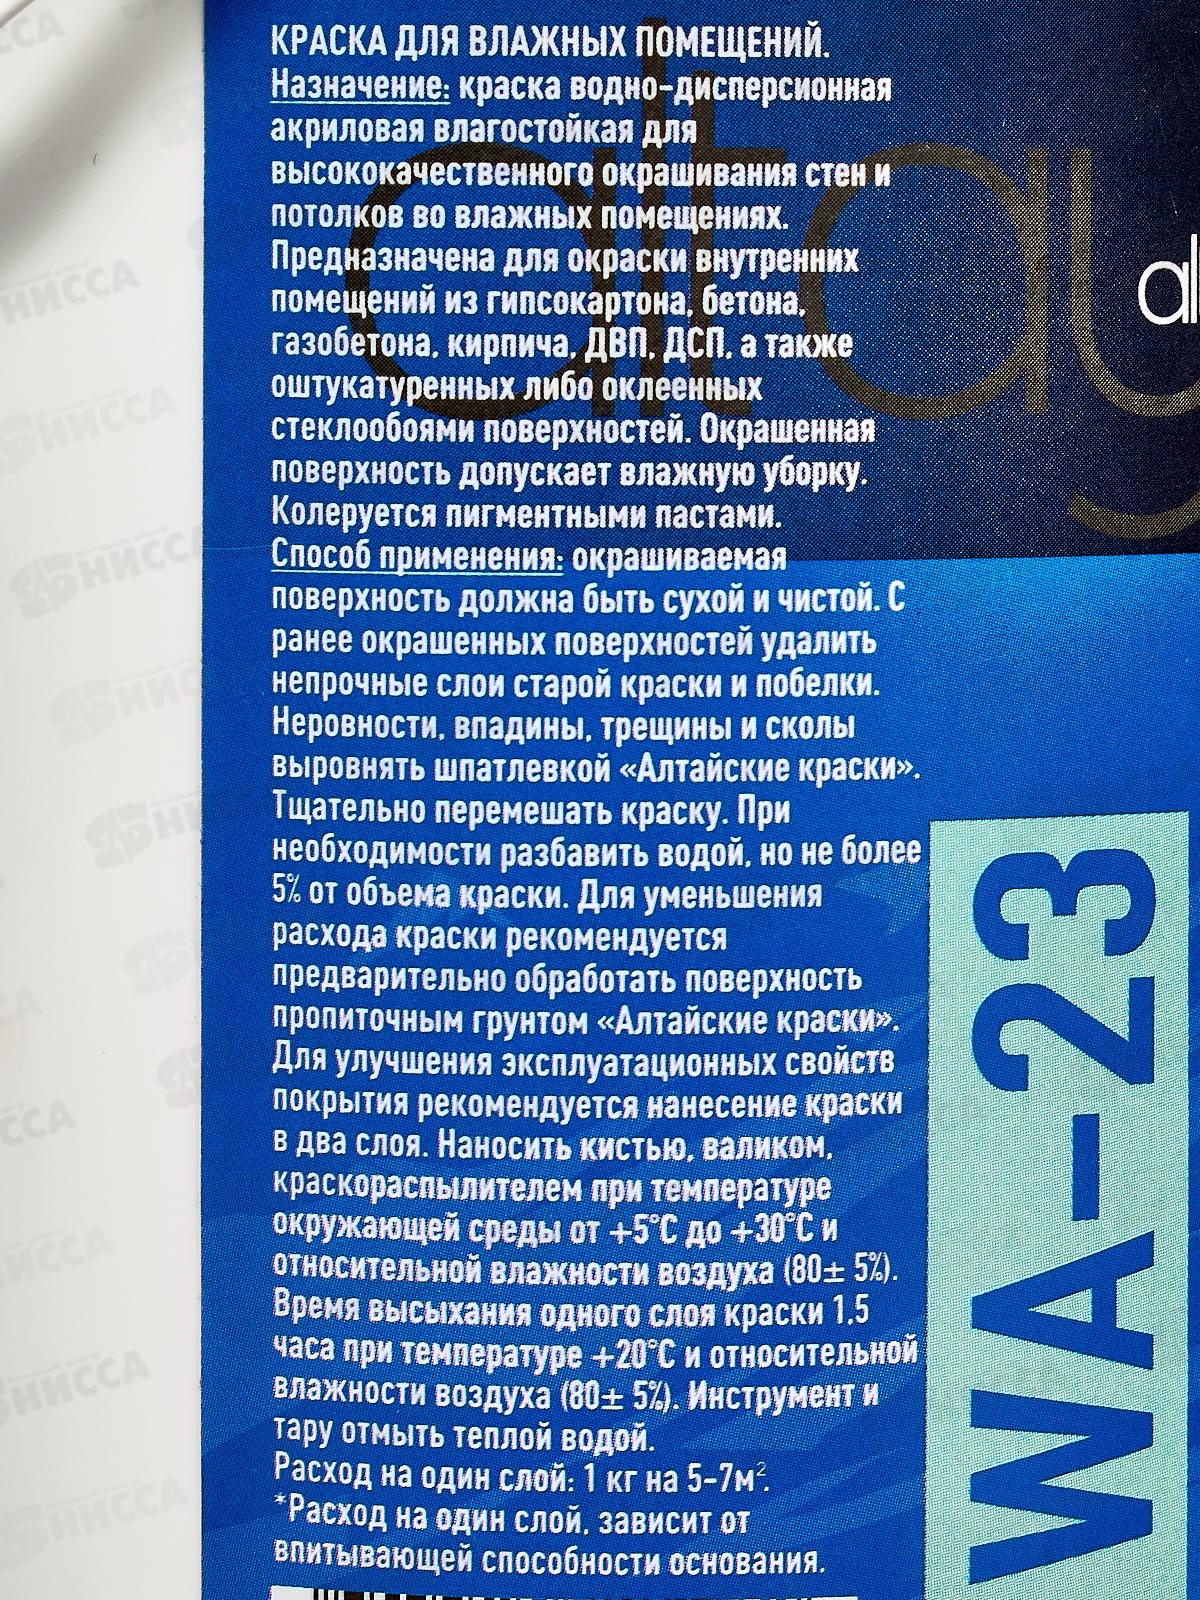 КРАСКА ДЛЯ ВЛАЖНЫХ ПОМЕЩЕНИЙ.
Назначение: краска водно-дисперсионная
акриловая влагостойкая для
высококачественного окрашивания стен и
потолков во влажных помещениях.
Предназначена для окраски внутренних
помещений из гипсокартона, бетона,
газобетона, кирпича, ДВП, ДСП, а также
оштукатуренных либо оклеенных
стеклообоями поверхностей. Окрашенная
поверхность допускает влажную уборку.
Колеруется пигментными пастами.
Способ применения: окрашиваемая
поверхность должна быть сухой и чистой. С
ранее окрашенных поверхностей удалить
непрочные слои старой краски и побелки.
Неровности, впадины, трещины и сколы
выровнять шпатлевкой «Алтайские краски».
Тщательно перемешать краску. При
необходимости разбавить водой, но не более
5% от объема краски. Для уменьшения
расхода краски рекомендуется
предварительно обработать поверхность
пропиточным грунтом «Алтайские краски».
Для улучшения эксплуатационных свойств
покрытия рекомендуется нанесение краски
в два слоя. Наносить кистью, валиком,
краскораспылителем при температуре
окружающей среды от +5°С до +30°С и
относительной влажности воздуха (80± 5%).
Время высыхания одного слоя краски 1,5
часа при температуре +20°С и относительной
влажности воздуха (80± 5%). Инструмент и
тару отмыть теплой водой.
Расход на один слой: 1 кг на 5-7м².
*Расход на один слой, зависит от
впитывающей способности основания.
WA-23
altay
НИССА